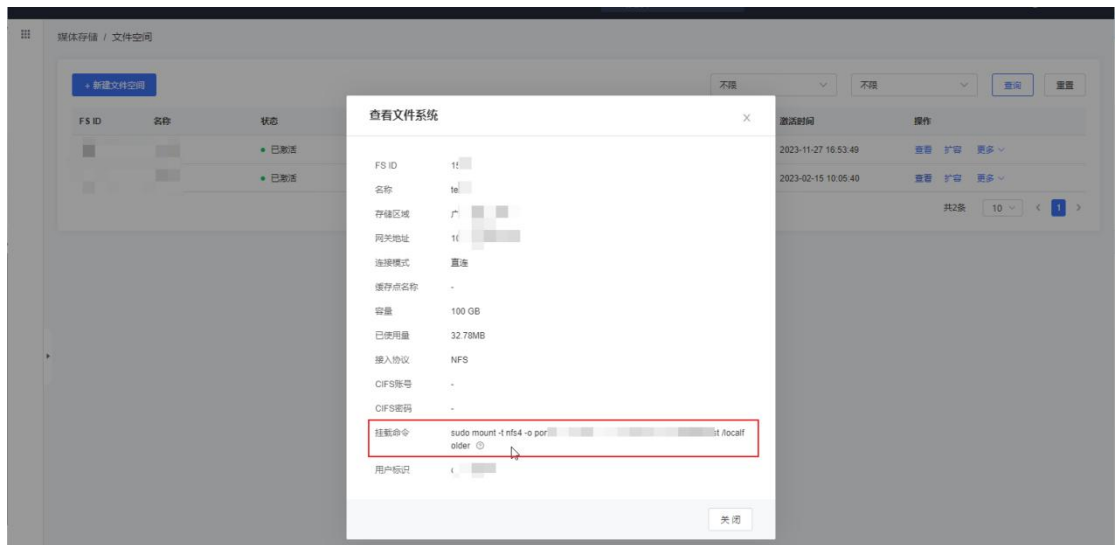 媒体存储 / 文件空间
+ 新建文件空间
不限
不限
查询
重置
FS ID
名称
状态
激活时间
操作
已激活
2023-11-27 16:53:49
查看
扩容
更多
已激活
2023-02-15 10:05:40
查看
扩容
更多
共2条
10
<
1
>
查看文件系统
X
FS ID
名称
te
存储区域
广
网关地址
连接模式
直连
缓存点名称
-
容量
100 GB
已使用量
32.78MB
接入协议
NFS
CIFS账号
-
CIFS密码
-
挂载命令
sudo mount -t nfs4 -o por st /localf
older
用户标识
关闭